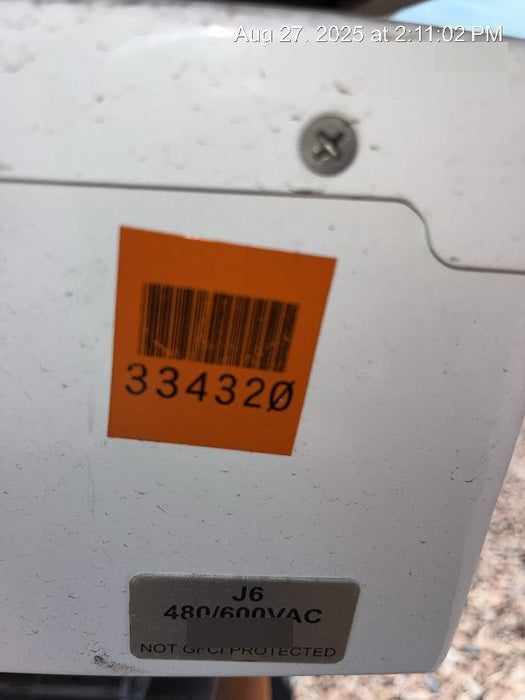 Aug 27, 2025 at 2:11:02 PM
334320
J6
480/600VAC
NOT GFCI PROTECTED